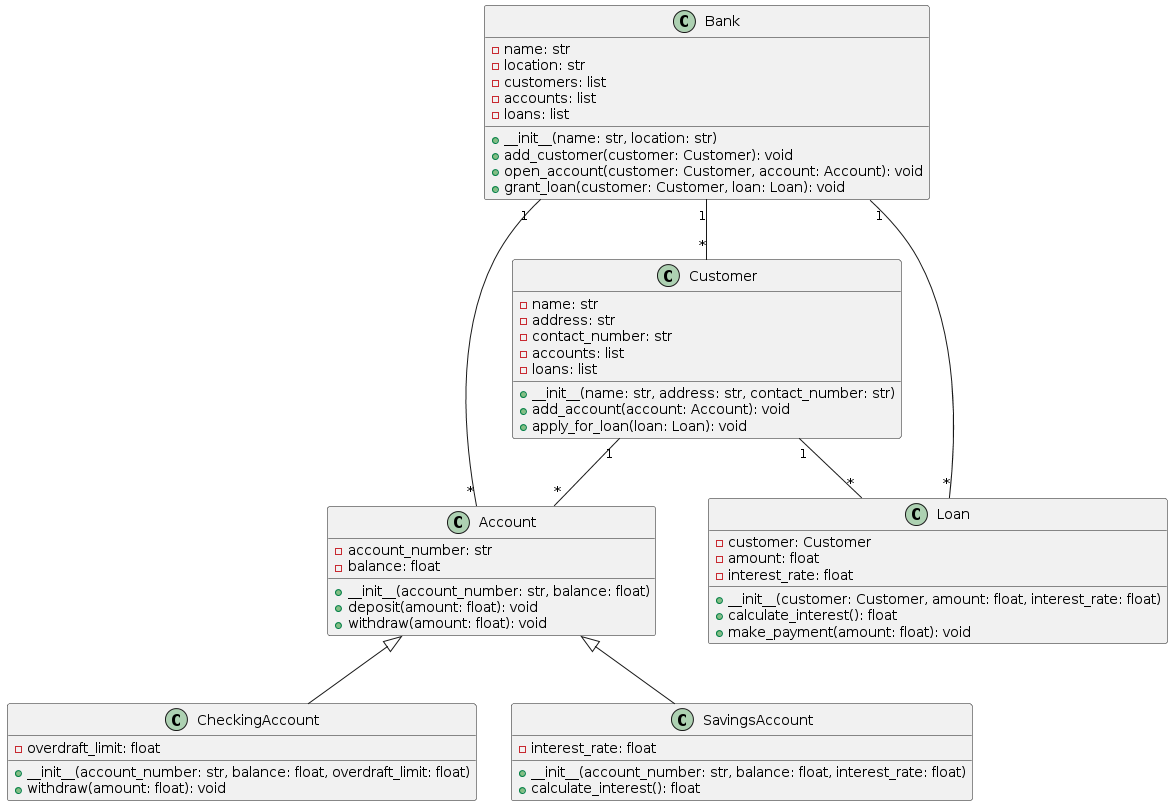 C Bank
name: str
location: str
customers: list
accounts: list
loans: list
__init__(name: str, location: str)
add_customer(customer: Customer): void
open_account(customer: Customer, account: Account): void
grant_loan(customer: Customer, loan: Loan): void
1 1 1
*
C Customer
name: str
address: str
contact_number: str
accounts: list
loans: list
__init__(name: str, address: str, contact_number: str)
add_account(account: Account): void
apply_for_loan(loan: Loan): void
1 1
* * * *
C Account
account_number: str
balance: float
__init__(account_number: str, balance: float)
deposit(amount: float): void
withdraw(amount: float): void
C Loan
customer: Customer
amount: float
interest_rate: float
__init__(customer: Customer, amount: float, interest_rate: float)
calculate_interest(): float
make_payment(amount: float): void
C CheckingAccount
overdraft_limit: float
__init__(account_number: str, balance: float, overdraft_limit: float)
withdraw(amount: float): void
C SavingsAccount
interest_rate: float
__init__(account_number: str, balance: float, interest_rate: float)
calculate_interest(): float